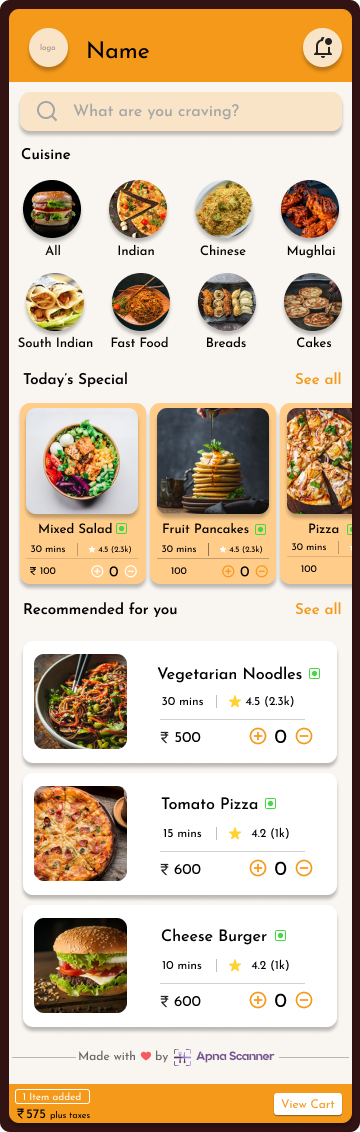 logo
Name
What are you craving?
Cuisine
All Indian Chinese Mughlai
South Indian Fast Food Breads Cakes
Today's Special See all
Mixed Salad Fruit Pancakes Pizza
30 mins 4.5 (2.3k) 30 mins 4.5 (2.3k) 30 mins
₹ 100 0 100 0 100
Recommended for you See all
Vegetarian Noodles
30 mins 4.5 (2.3k)
₹ 500 0
Tomato Pizza
15 mins 4.2 (1k)
₹ 600 0
Cheese Burger
10 mins 4.2 (1k)
₹ 600 0
Made with ❤ by Apna Scanner
1 Item added
₹575 plus taxes
View Cart